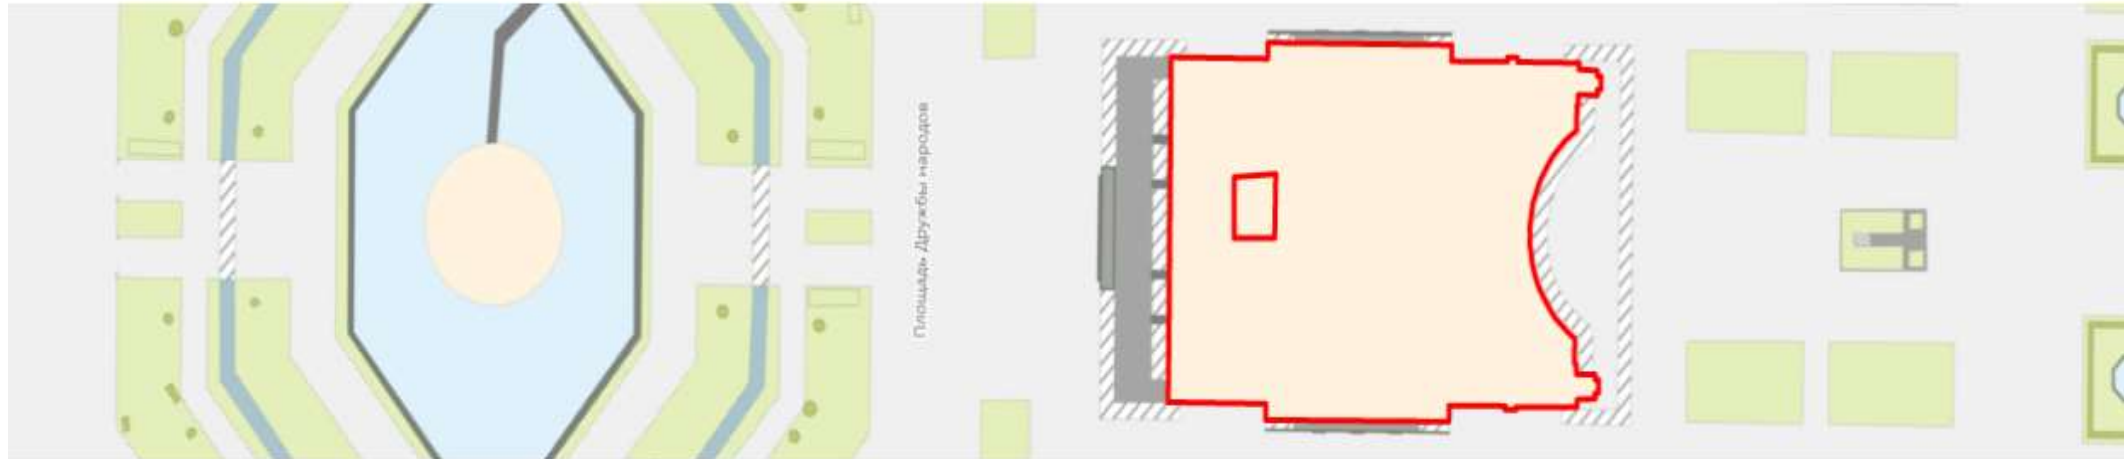 Площадь Дружбы народов